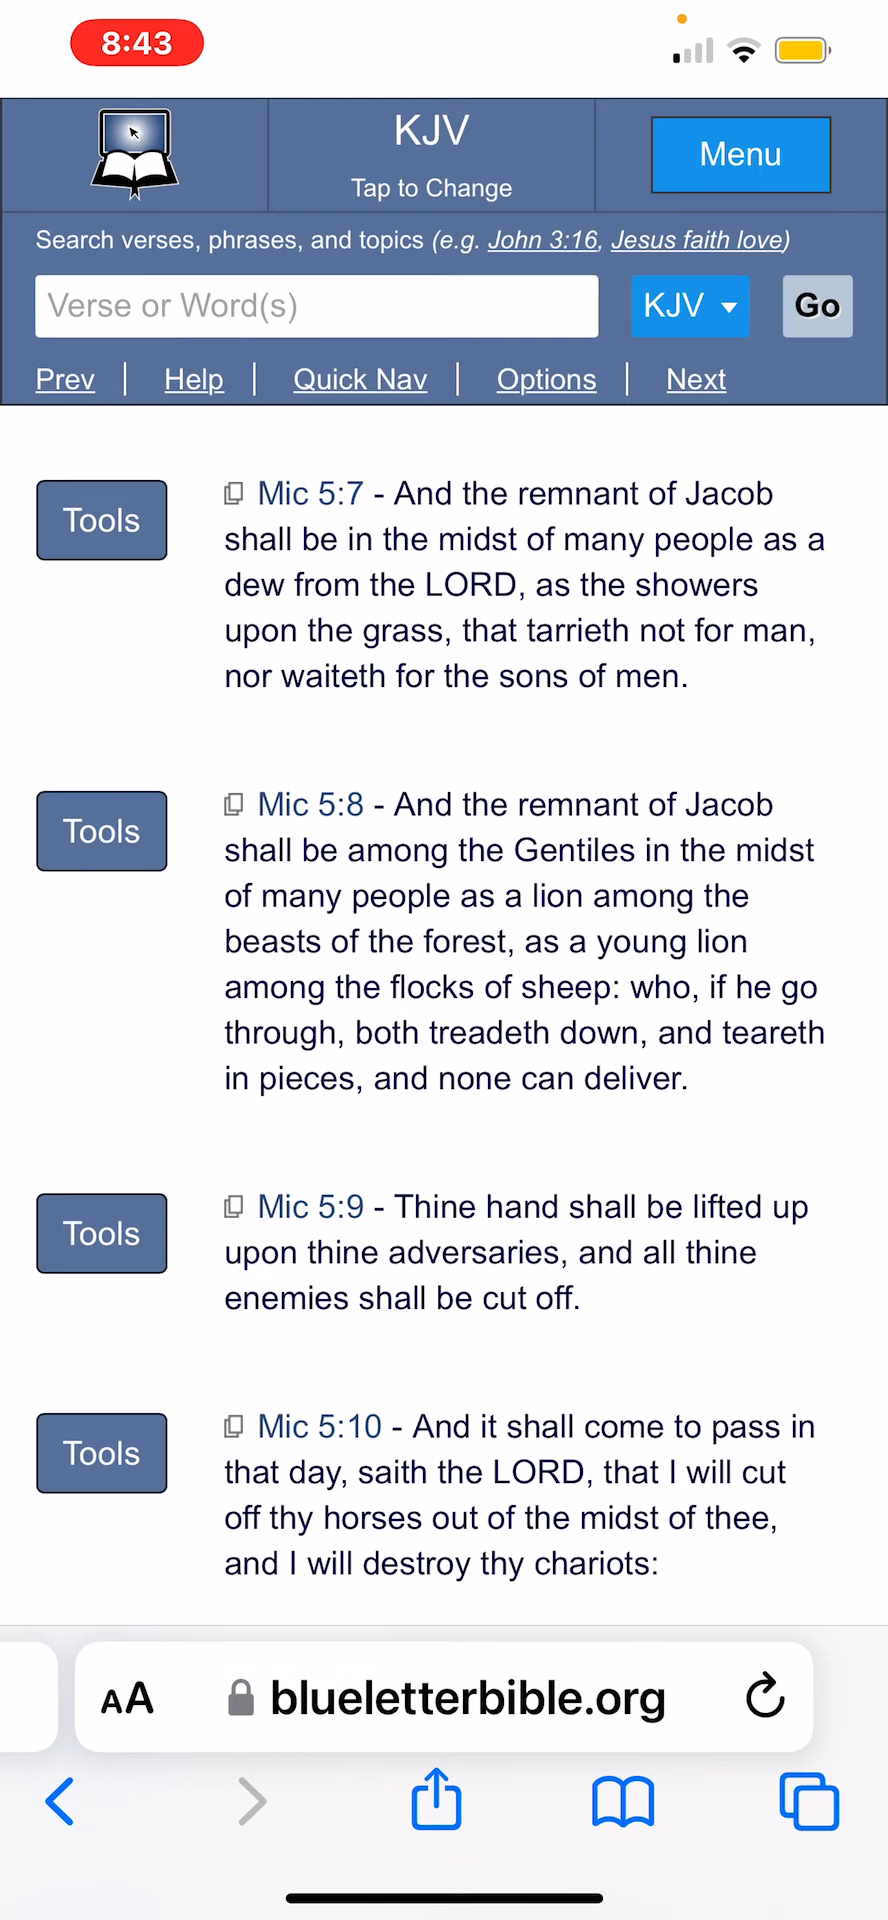 8:43
KJV
Tap to Change
Menu
Search verses, phrases, and topics (e.g. John 3:16, Jesus faith love)
Verse or Word(s)
KJV
Go
Prev | Help | Quick Nav | Options | Next
Tools
Mic 5:7 - And the remnant of Jacob
shall be in the midst of many people as a
dew from the LORD, as the showers
upon the grass, that tarrieth not for man,
nor waiteth for the sons of men.
Tools
Mic 5:8 - And the remnant of Jacob
shall be among the Gentiles in the midst
of many people as a lion among the
beasts of the forest, as a young lion
among the flocks of sheep: who, if he go
through, both treadeth down, and teareth
in pieces, and none can deliver.
Tools
Mic 5:9 - Thine hand shall be lifted up
upon thine adversaries, and all thine
enemies shall be cut off.
Tools
Mic 5:10 - And it shall come to pass in
that day, saith the LORD, that I will cut
off thy horses out of the midst of thee,
and I will destroy thy chariots:
AA
blueletterbible.org